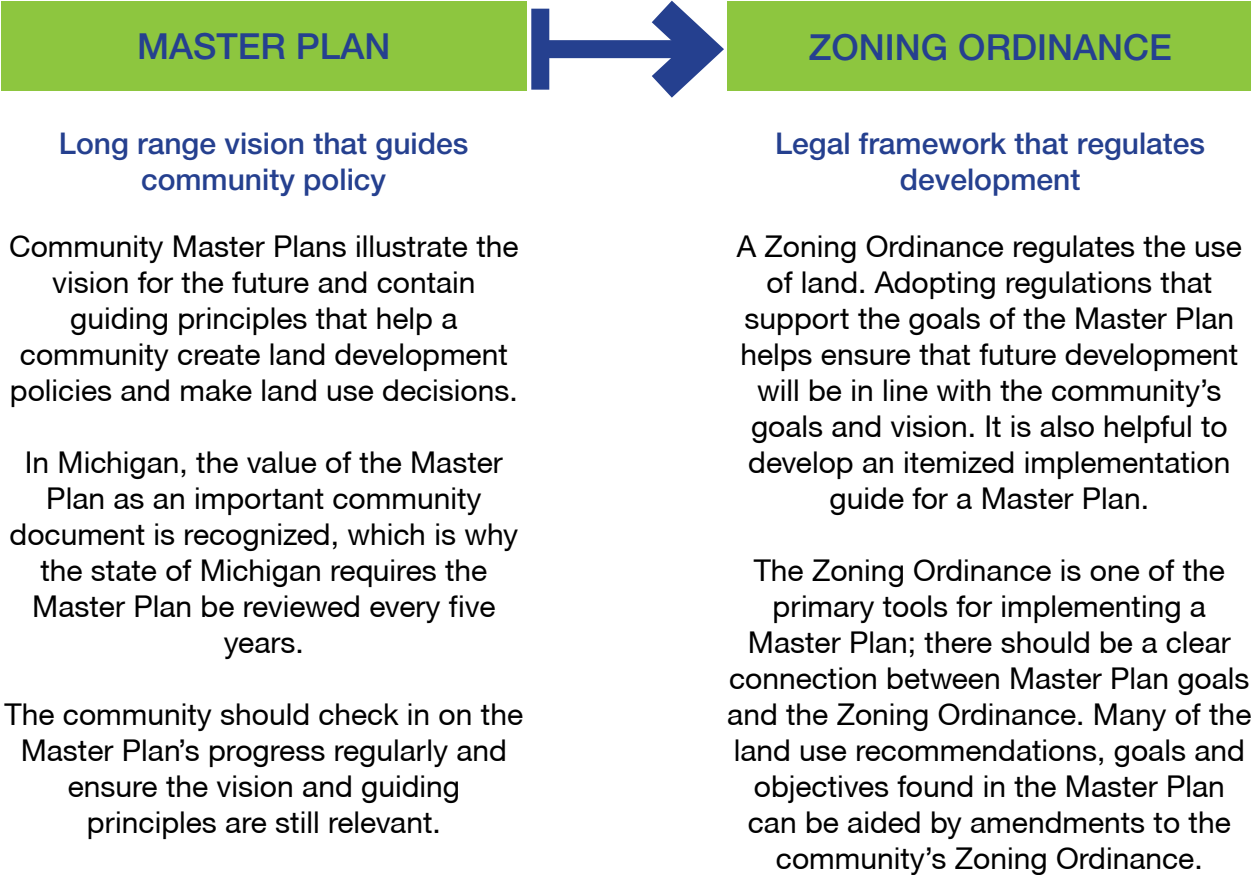 MASTER PLAN
Long range vision that guides
community policy
Community Master Plans illustrate the
vision for the future and contain
guiding principles that help a
community create land development
policies and make land use decisions.
In Michigan, the value of the Master
Plan as an important community
document is recognized, which is why
the state of Michigan requires the
Master Plan be reviewed every five
years.
The community should check in on the
Master Plan’s progress regularly and
ensure the vision and guiding
principles are still relevant.
ZONING ORDINANCE
Legal framework that regulates
development
A Zoning Ordinance regulates the use
of land. Adopting regulations that
support the goals of the Master Plan
helps ensure that future development
will be in line with the community’s
goals and vision. It is also helpful to
develop an itemized implementation
guide for a Master Plan.
The Zoning Ordinance is one of the
primary tools for implementing a
Master Plan; there should be a clear
connection between Master Plan goals
and the Zoning Ordinance. Many of the
land use recommendations, goals and
objectives found in the Master Plan
can be aided by amendments to the
community’s Zoning Ordinance.